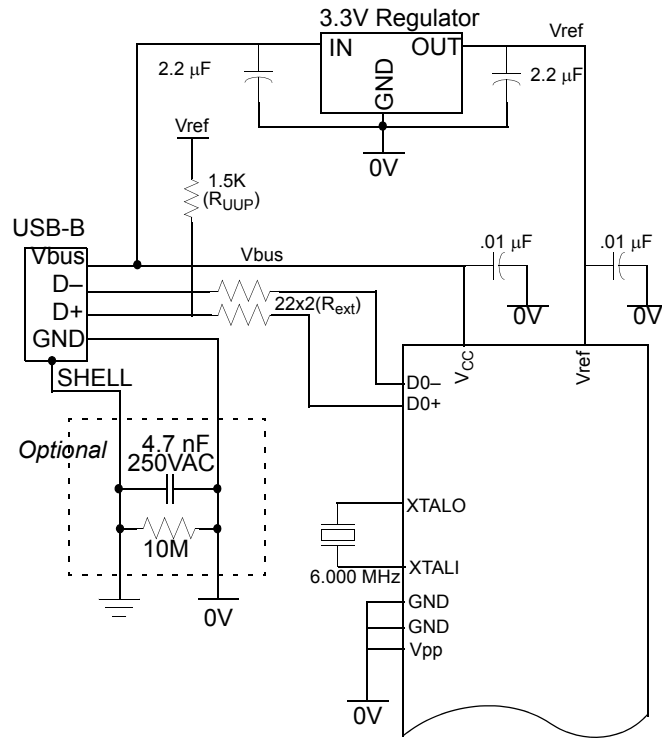 3.3V Regulator
IN
OUT
GND
Vref
2.2 µF
2.2 µF
0V
Vref
1.5K
(RUUP)
USB-B
Vbus
D–
D+
GND
SHELL
Vbus
.01 µF
.01 µF
0V
0V
22x2(Rext)
D0–
D0+
VCC
Vref
Optional
4.7 nF
250VAC
10M
0V
XTALO
6.000 MHz
XTALI
GND
GND
Vpp
0V